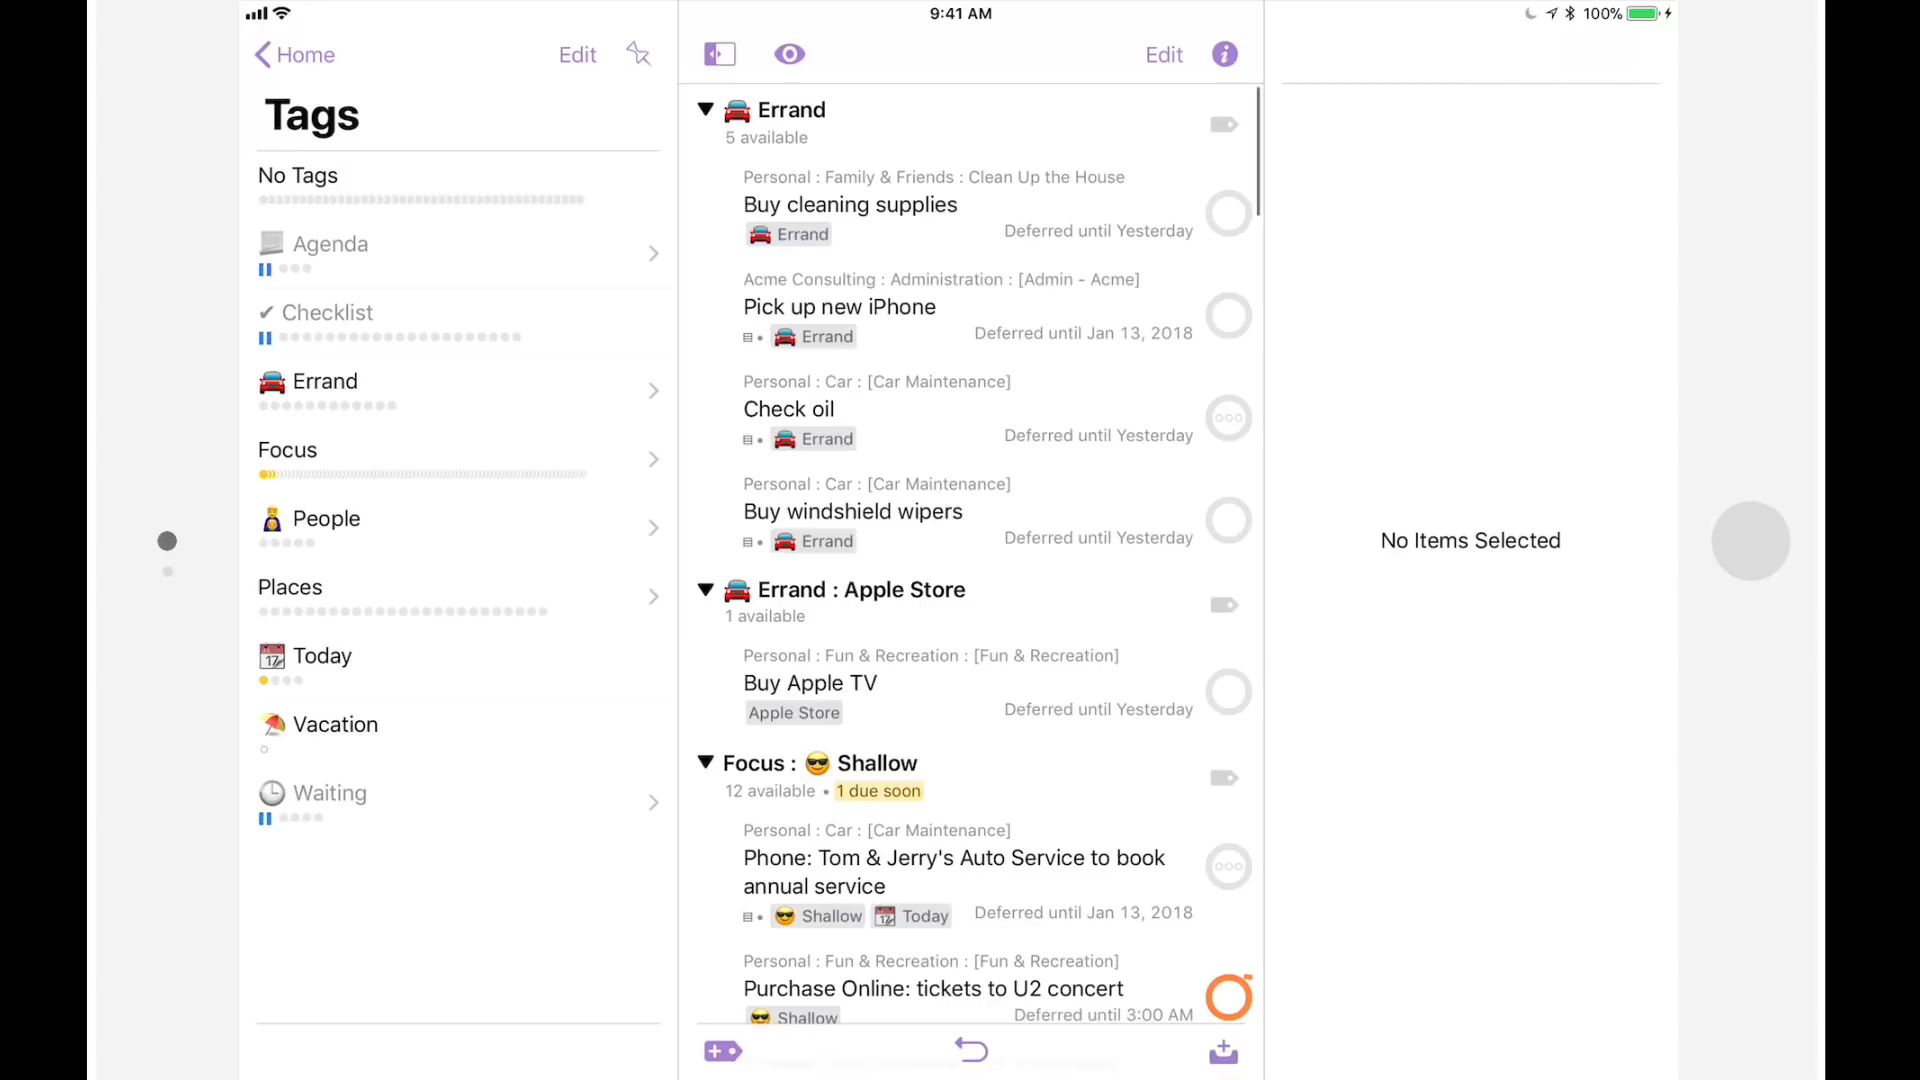 9:41 AM
100%
Home
Edit
Tags
No Tags
Agenda
✔ Checklist
Errand
Focus
People
Places
17
Today
Vacation
Waiting
Edit
Errand
5 available
Personal : Family & Friends : Clean Up the House
Buy cleaning supplies
Errand
Deferred until Yesterday
Acme Consulting : Administration : [Admin - Acme]
Pick up new iPhone
Errand
Deferred until Jan 13, 2018
Personal : Car : [Car Maintenance]
Check oil
Errand
Deferred until Yesterday
Personal : Car : [Car Maintenance]
Buy windshield wipers
Errand
Deferred until Yesterday
Errand : Apple Store
1 available
Personal : Fun & Recreation : [Fun & Recreation]
Buy Apple TV
Apple Store
Deferred until Yesterday
Focus : Shallow
12 available • 1 due soon
Personal : Car : [Car Maintenance]
Phone: Tom & Jerry's Auto Service to book
annual service
Shallow
17 Today
Deferred until Jan 13, 2018
Personal : Fun & Recreation : [Fun & Recreation]
Purchase Online: tickets to U2 concert
Shallow
Deferred until 3:00 AM
No Items Selected